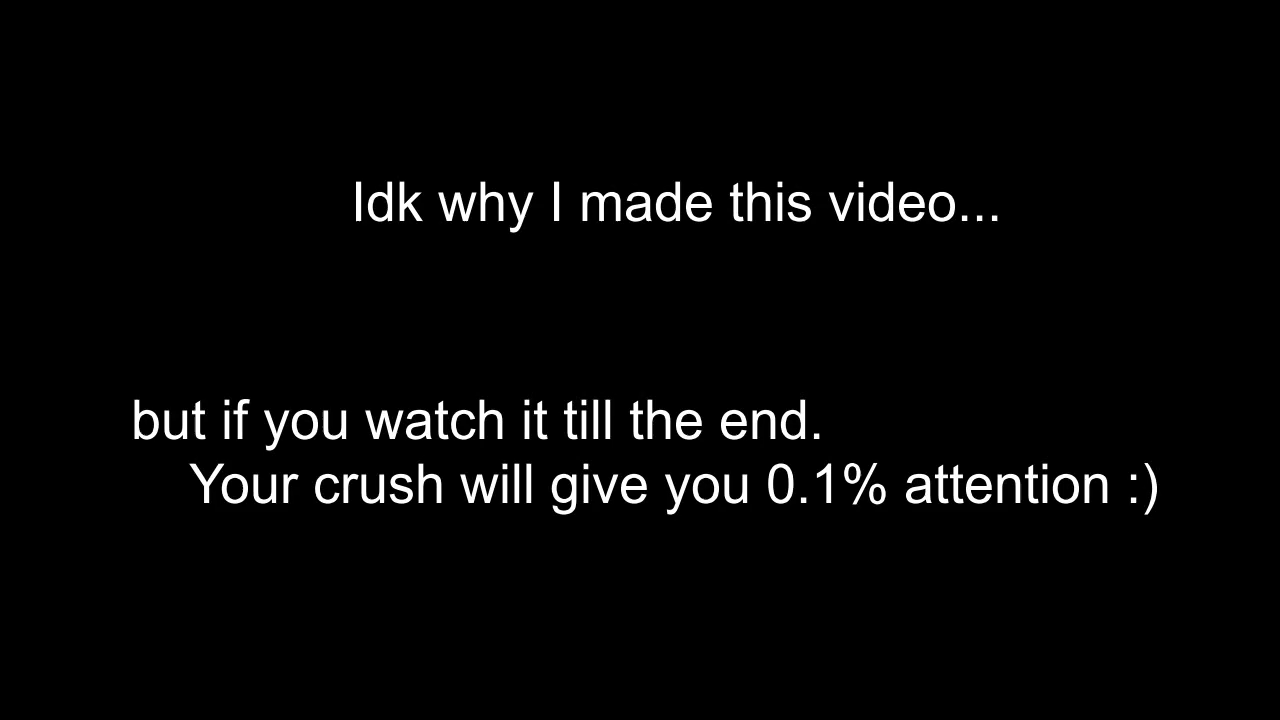 Idk why I made this video...
but if you watch it till the end.
Your crush will give you 0.1% attention :)